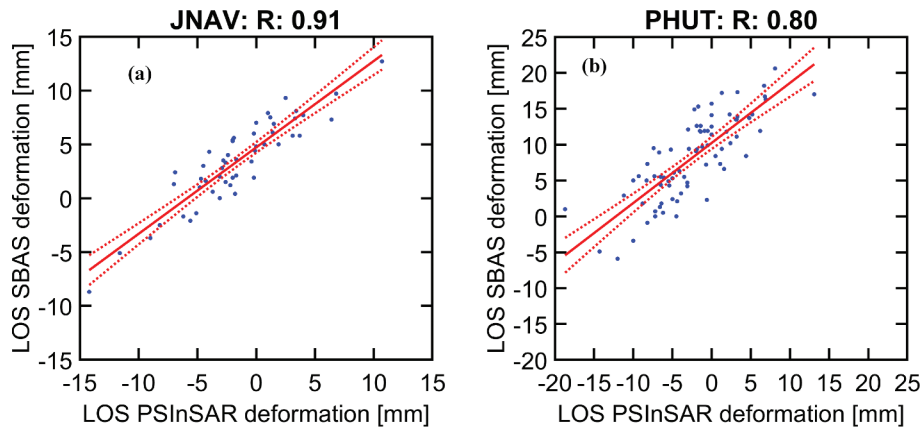 JNAV: R: 0.91
(a)
LOS SBAS deformation [mm]
15
10
5
0
-5
-10
-15
-15 -10 -5 0 5 10 15
LOS PSInSAR deformation [mm]
PHUT: R: 0.80
(b)
LOS SBAS deformation [mm]
25
20
15
10
5
0
-5
-10
-15
-20
-20 -15 -10 -5 0 5 10 15 20 25
LOS PSInSAR deformation [mm]